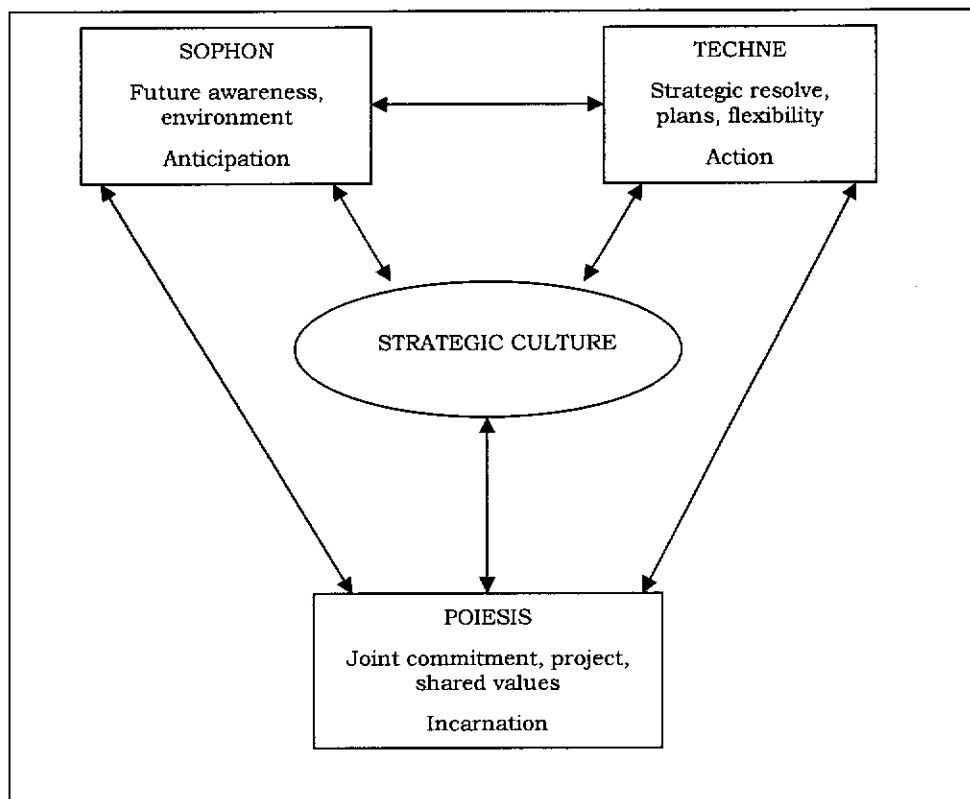 SOPHON
Future awareness,
environment
Anticipation
TECHNE
Strategic resolve,
plans, flexibility
Action
STRATEGIC CULTURE
POIESIS
Joint commitment, project,
shared values
Incarnation